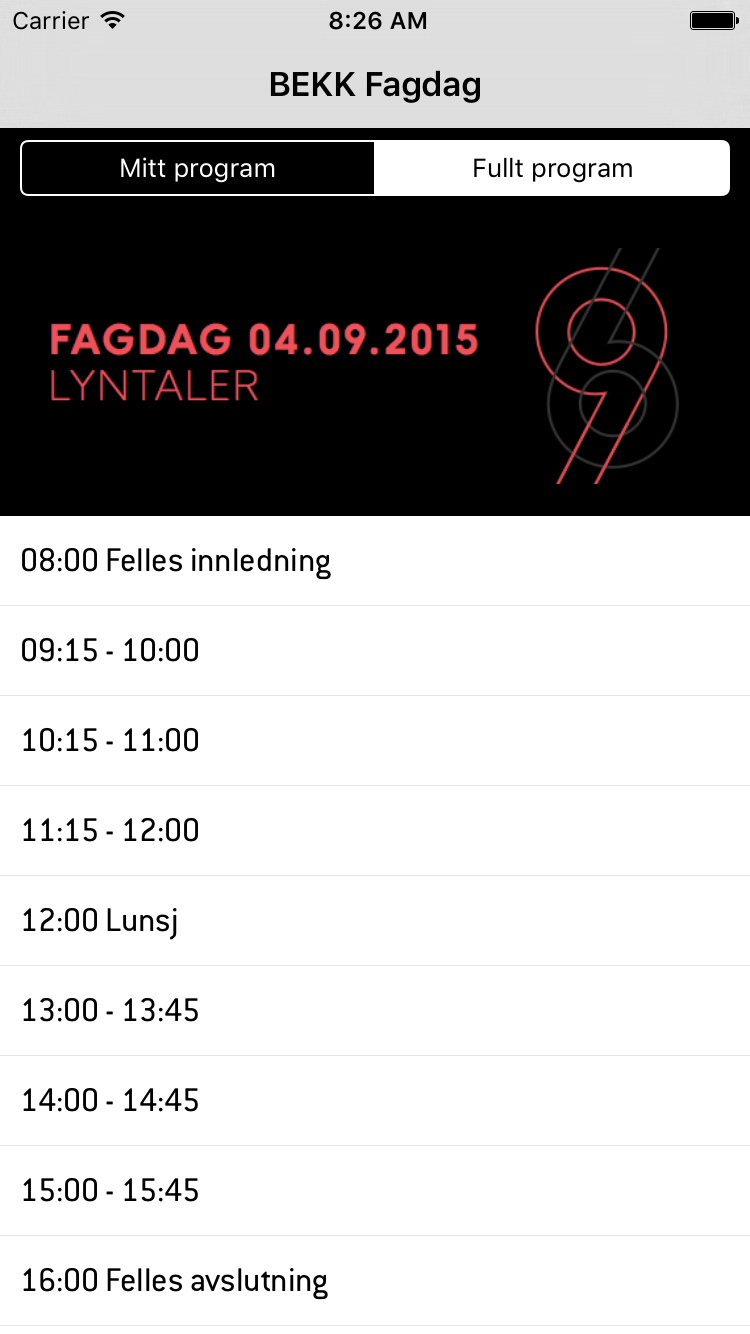 Carrier 8:26 AM
BEKK Fagdag
Mitt program Fullt program
FAGDAG 04.09.2015
LYNTALER
08:00 Felles innledning
09:15 - 10:00
10:15 - 11:00
11:15 - 12:00
12:00 Lunsj
13:00 - 13:45
14:00 - 14:45
15:00 - 15:45
16:00 Felles avslutning